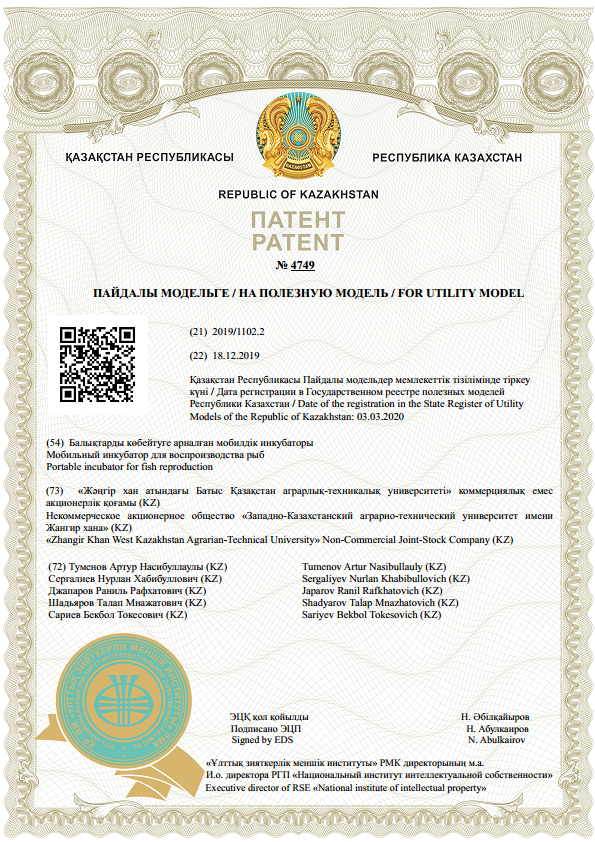 ҚАЗАҚСТАН РЕСПУБЛИКАСЫ
РЕСПУБЛИКА КАЗАХСТАН
REPUBLIC OF KAZAKHSTAN
ПАТЕНТ
PATENT
№ 4749
ПАЙДАЛЫ МОДЕЛЬГЕ / НА ПОЛЕЗНУЮ МОДЕЛЬ / FOR UTILITY MODEL
(21) 2019/1102.2
(22) 18.12.2019
Қазақстан Республикасы Пайдалы модельдер мемлекеттік тізілімінде тіркеу
күні / Дата регистрации в Государственном реестре полезных моделей
Республики Казахстан / Date of the registration in the State Register of Utility
Models of the Republic of Kazakhstan: 03.03.2020
(54) Балықтарды көбейтуге арналған мобилдік инкубаторы
Мобильный инкубатор для воспроизводства рыб
Portable incubator for fish reproduction
(73) «Жәңгір хан атындағы Батыс Қазақстан аграрлық-техникалық университеті» коммерциялық емес
акционерлік қоғамы (KZ)
Некоммерческое акционерное общество «Западно-Казахстанский аграрно-технический университет имени
Жангир хана» (KZ)
«Zhangir Khan West Kazakhstan Agrarian-Technical University» Non-Commercial Joint-Stock Company (KZ)
(72) Туменов Артур Насибуллаулы (KZ)
Сергалиев Нурлан Хабибуллович (KZ)
Джапаров Раниль Рафхатович (KZ)
Шадьяров Талап Мнажатович (KZ)
Сариев Бекбол Токесович (KZ)
Tumenov Artur Nasibullauly (KZ)
Sergaliyev Nurlan Khabibullovich (KZ)
Japarov Ranil Rafkhatovich (KZ)
Shadyarov Talap Mnazhatovich (KZ)
Sariyev Bekbol Tokesovich (KZ)
ЭЦҚ қол қойылды
Подписано ЭЦП
Signed by EDS
Н. Әбілқайыров
Н. Абулкаиров
N. Abulkairov
«Ұлттық зияткерлік меншік институты» РМК директорының м.а.
И.о. директора РГП «Национальный институт интеллектуальной собственности»
Executive director of RSE «National institute of intellectual property»